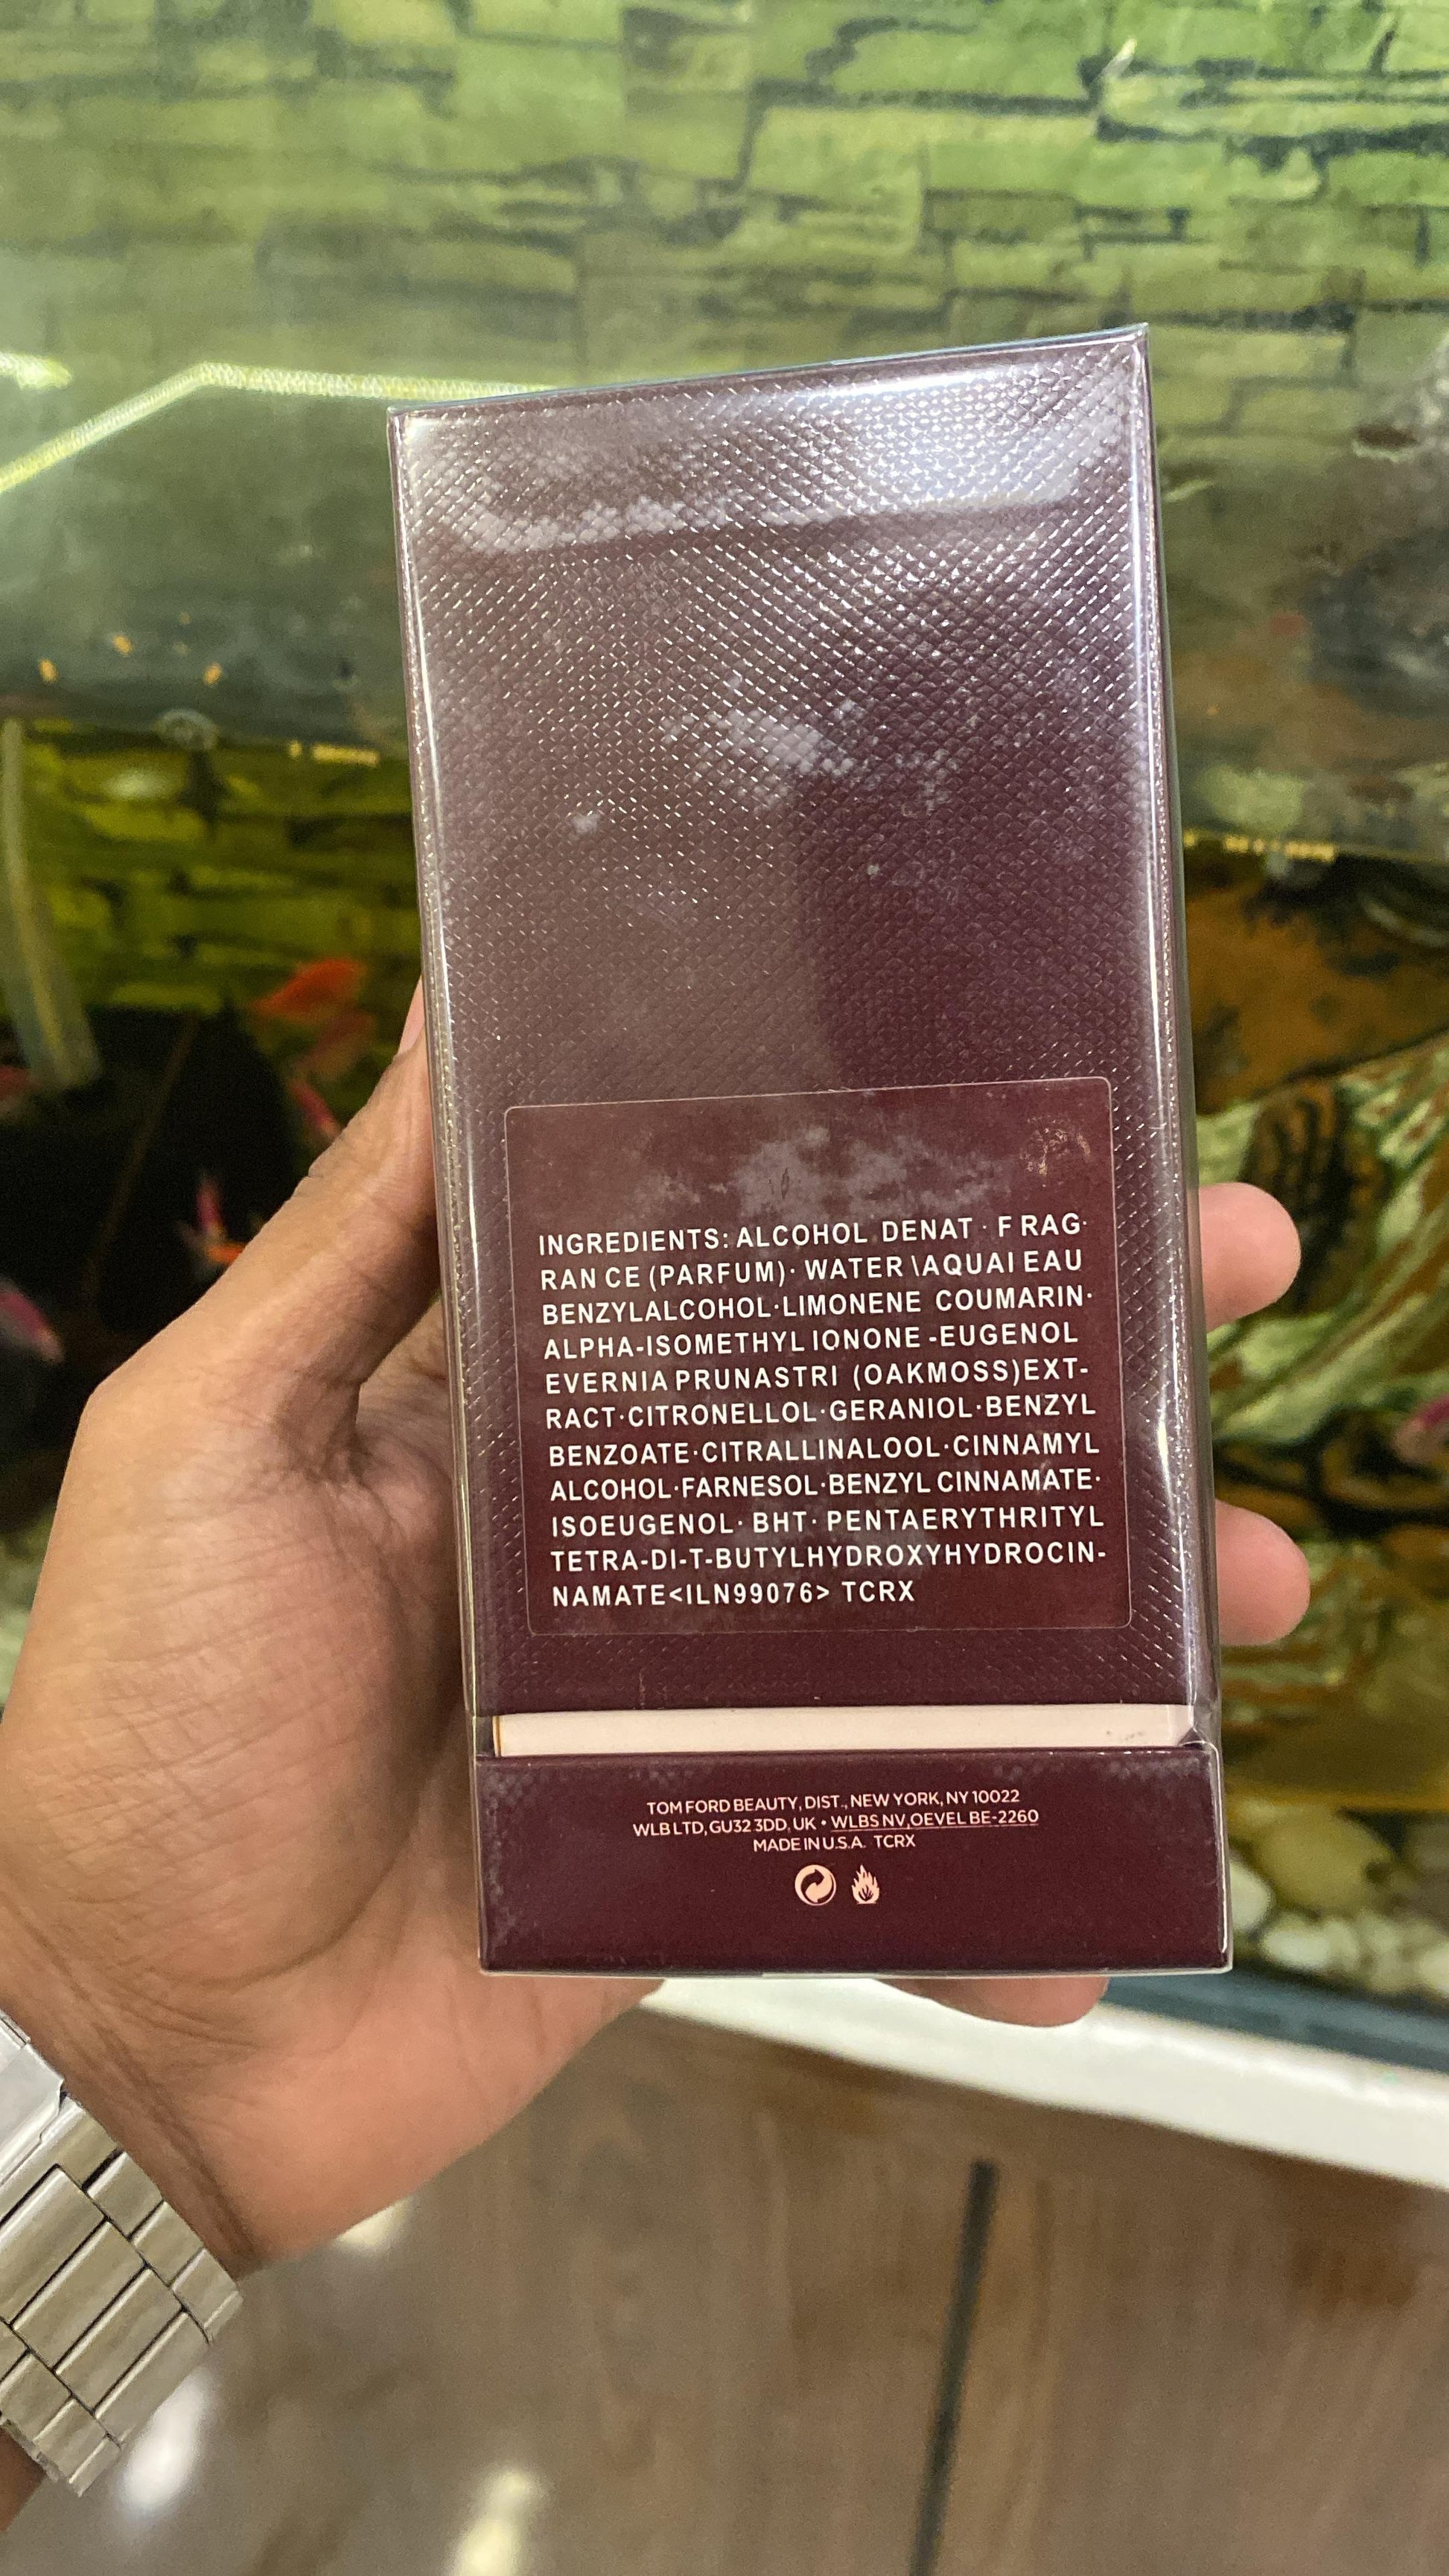 INGREDIENTS: ALCOHOL DENAT · F RAG·
RAN CE (PARFUM)· WATER \AQUAI EAU
BENZYLALCOHOL·LIMONENE COUMARIN·
ALPHA-ISOMETHYL IONONE -EUGENOL
EVERNIA PRUNASTRI (OAKMOSS)EXT-
RACT·CITRONELLOL·GERANIOL·BENZYL
BENZOATE·CITRALLINALOOL·CINNAMYL
ALCOHOL·FARNESOL·BENZYL CINNAMATE·
ISOEUGENOL· BHT· PENTAERYTHRITYL
TETRA-DI-T-BUTYLHYDROXYHYDROCIN-
NAMATE<ILN99076> TCRX
TOM FORD BEAUTY, DIST., NEW YORK, NY 10022
WLB LTD, GU32 3DD, UK • WLBS NV, OEVEL BE-2260
MADE IN U.S.A. TCRX